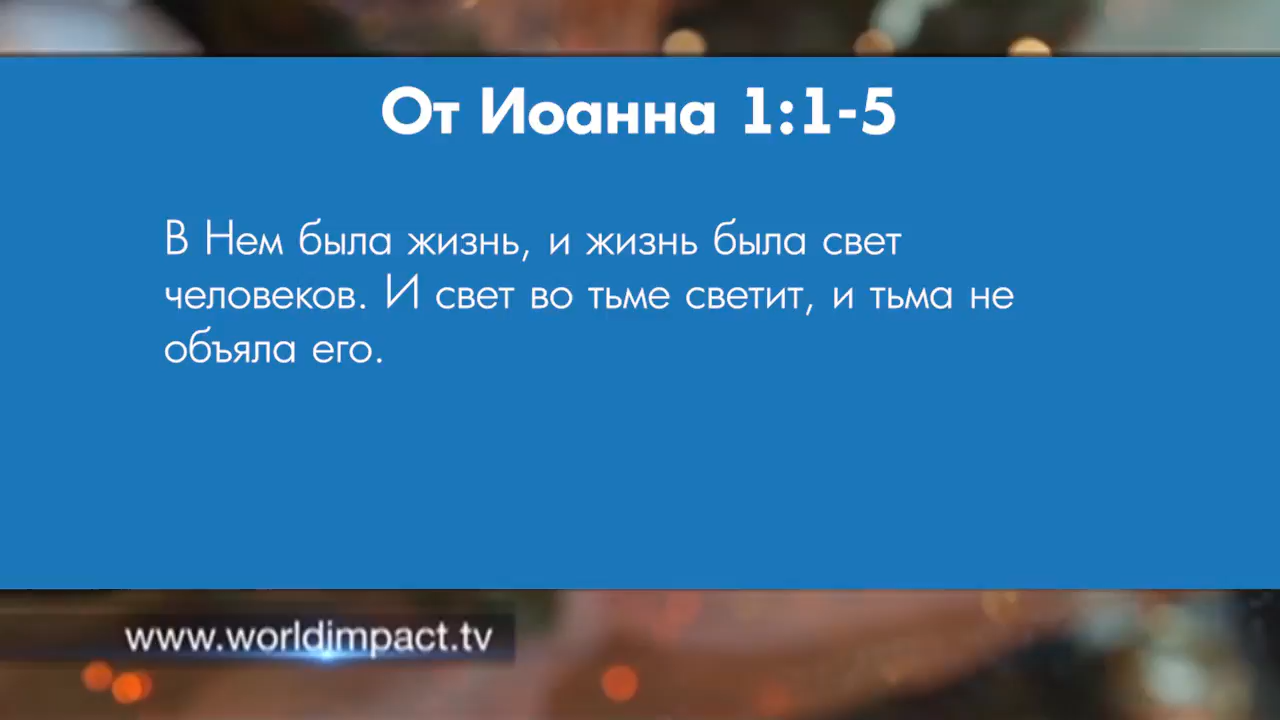 От Иоанна 1:1-5
В Нем была жизнь, и жизнь была свет
человеков. И свет во тьме светит, и тьма не
объяла его.
www.worldimpact.tv